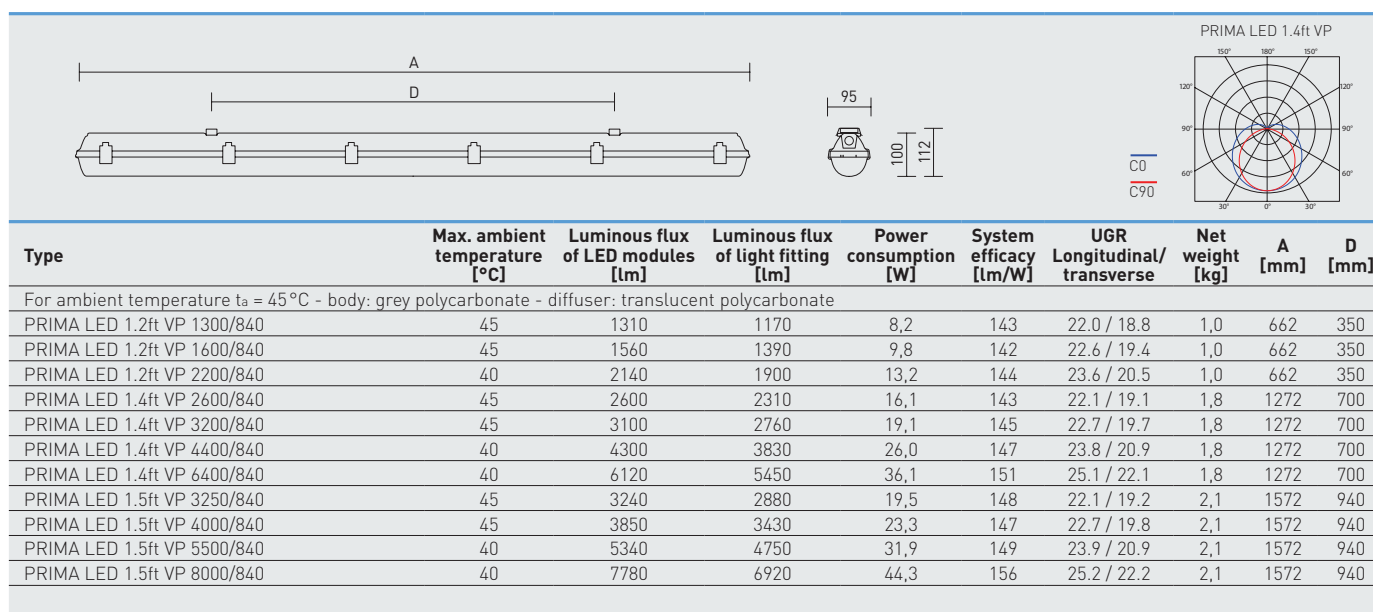 PRIMA LED 1.4ft VP
A
D
95
100
112
C0
C90
150° 180° 150°
120° 120°
90° 90°
60° 60°
30° 0° 30°
Type Max. ambient temperature [°C] Luminous flux of LED modules [lm] Luminous flux of light fitting [lm] Power consumption [W] System efficacy [lm/W] UGR Longitudinal/ transverse Net weight [kg] A [mm] D [mm]
For ambient temperature ta = 45°C - body: grey polycarbonate - diffuser: translucent polycarbonate
PRIMA LED 1.2ft VP 1300/840 45 1310 1170 8,2 143 22.0 / 18.8 1,0 662 350
PRIMA LED 1.2ft VP 1600/840 45 1560 1390 9,8 142 22.6 / 19.4 1,0 662 350
PRIMA LED 1.2ft VP 2200/840 40 2140 1900 13,2 144 23.6 / 20.5 1,0 662 350
PRIMA LED 1.4ft VP 2600/840 45 2600 2310 16,1 143 22.1 / 19.1 1,8 1272 700
PRIMA LED 1.4ft VP 3200/840 45 3100 2760 19,1 145 22.7 / 19.7 1,8 1272 700
PRIMA LED 1.4ft VP 4400/840 40 4300 3830 26,0 147 23.8 / 20.9 1,8 1272 700
PRIMA LED 1.4ft VP 6400/840 40 6120 5450 36,1 151 25.1 / 22.1 1,8 1272 700
PRIMA LED 1.5ft VP 3250/840 45 3240 2880 19,5 148 22.1 / 19.2 2,1 1572 940
PRIMA LED 1.5ft VP 4000/840 45 3850 3430 23,3 147 22.7 / 19.8 2,1 1572 940
PRIMA LED 1.5ft VP 5500/840 40 5340 4750 31,9 149 23.9 / 20.9 2,1 1572 940
PRIMA LED 1.5ft VP 8000/840 40 7780 6920 44,3 156 25.2 / 22.2 2,1 1572 940